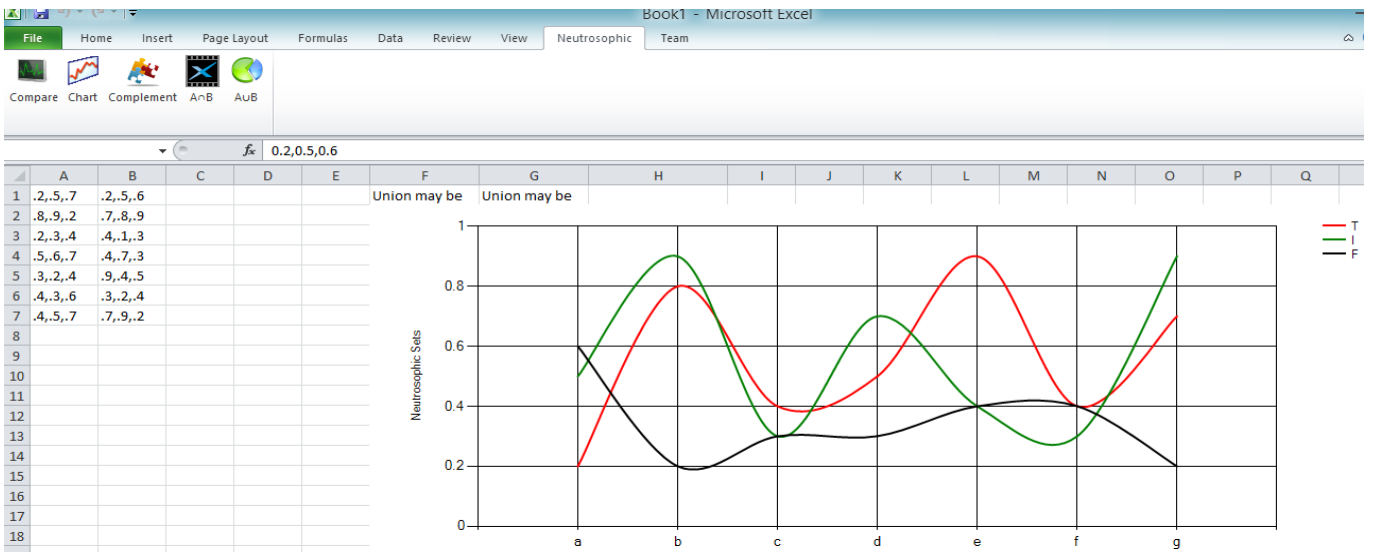 Book1 - Microsoft Excel
File Home Insert Page Layout Formulas Data Review View Neutrosophic Team
Compare Chart Complement A∩B A∪B
fx 0.2,0.5,0.6
A B C D E F G H I J K L M N O P Q
1 .2,.5,.7 .2,.5,.6 Union may be Union may be
2 .8,.9,.2 .7,.8,.9
3 .2,.3,.4 .4,.1,.3
4 .5,.6,.7 .4,.7,.3
5 .3,.2,.4 .9,.4,.5
6 .4,.3,.6 .3,.2,.4
7 .4,.5,.7 .7,.9,.2
8
9
10
11
12
13
14
15
16
17
18
1
0.8
0.6
0.4
0.2
0
Neutrosophic Sets
a b c d e f g
T
I
F